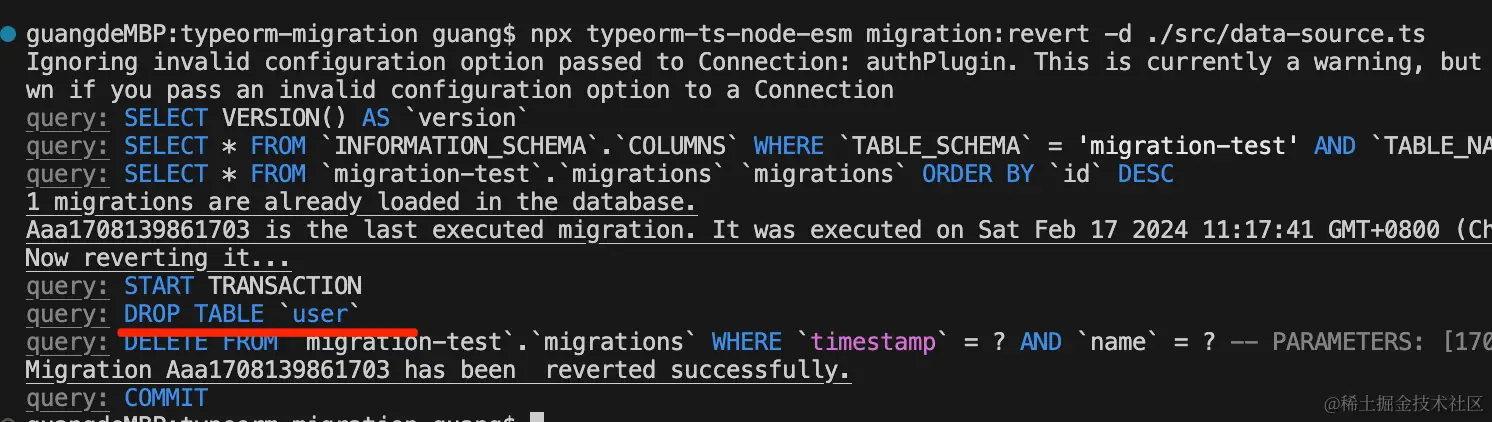 guangdeMBP:typeorm-migration guang$ npx typeorm-ts-node-esm migration:revert -d ./src/data-source.ts
Ignoring invalid configuration option passed to Connection: authPlugin. This is currently a warning, but
wn if you pass an invalid configuration option to a Connection
query: SELECT VERSION() AS `version`
query: SELECT * FROM `INFORMATION_SCHEMA`.`COLUMNS` WHERE `TABLE_SCHEMA` = 'migration-test' AND `TABLE_NA
query: SELECT * FROM `migration-test`.`migrations` `migrations` ORDER BY `id` DESC
1 migrations are already loaded in the database.
Aaa1708139861703 is the last executed migration. It was executed on Sat Feb 17 2024 11:17:41 GMT+0800 (Ch
Now reverting it...
query: START TRANSACTION
query: DROP TABLE `user`
query: DELETE FROM `migration-test`.`migrations` WHERE `timestamp` = ? AND `name` = ? -- PARAMETERS: [170
Migration Aaa1708139861703 has been  reverted successfully.
query: COMMIT
guangdeMBP:typeorm-migration guang$
@稀土掘金技术社区